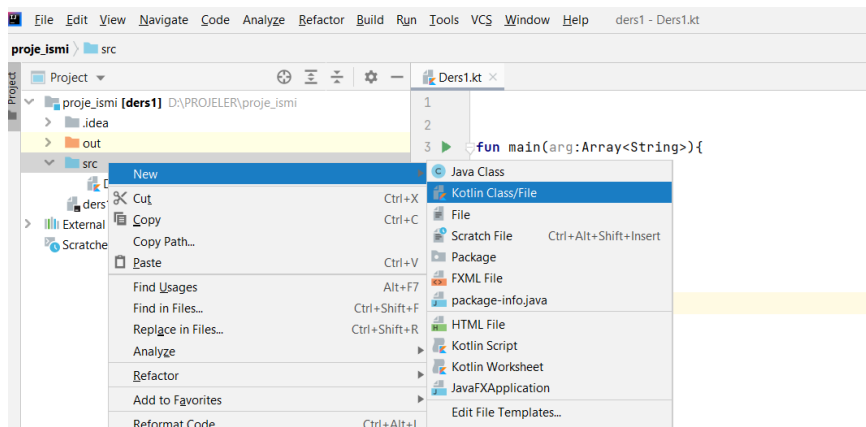 File Edit View Navigate Code Analyze Refactor Build Run Tools VCS Window Help ders1 - Ders1.kt
proje_ismi src
Project
Project
Ders1.kt
proje_ismi [ders1] D:\PROJELER\proje_ismi
.idea
out
src
D
ders
External
Scratche
1
2
3 fun main(arg:Array<String>){
New
Cut Ctrl+X
Copy Ctrl+C
Copy Path...
Paste Ctrl+V
Find Usages Alt+F7
Find in Files... Ctrl+Shift+F
Replace in Files... Ctrl+Shift+R
Analyze
Refactor
Add to Favorites
Reformat Code Ctrl+Alt+L
Java Class
Kotlin Class/File
File
Scratch File Ctrl+Alt+Shift+Insert
Package
FXML File
package-info.java
HTML File
Kotlin Script
Kotlin Worksheet
JavaFXApplication
Edit File Templates...